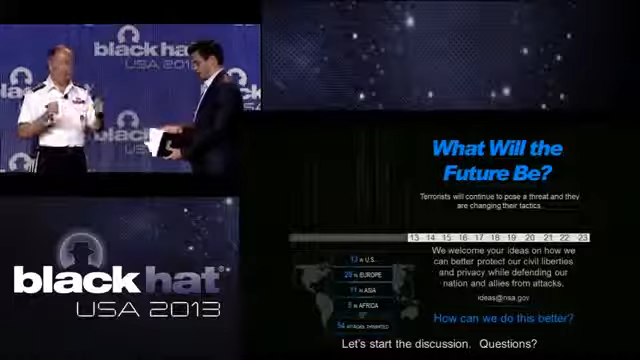 black hat
USA 2013
black hat
USA 2013
What Will the
Future Be?
Terrorists will continue to pose a threat and they
are changing their tactics.
13 14 15 16 17 18 19 20 21 22 23
13 IN U.S.
25 IN EUROPE
11 IN ASIA
5 IN AFRICA
54 ATTACKS THWARTED
We welcome your ideas on how we
can better protect our civil liberties
and privacy while defending our
nation and allies from attacks.
ideas@nsa.gov
How can we do this better?
Let's start the discussion. Questions?